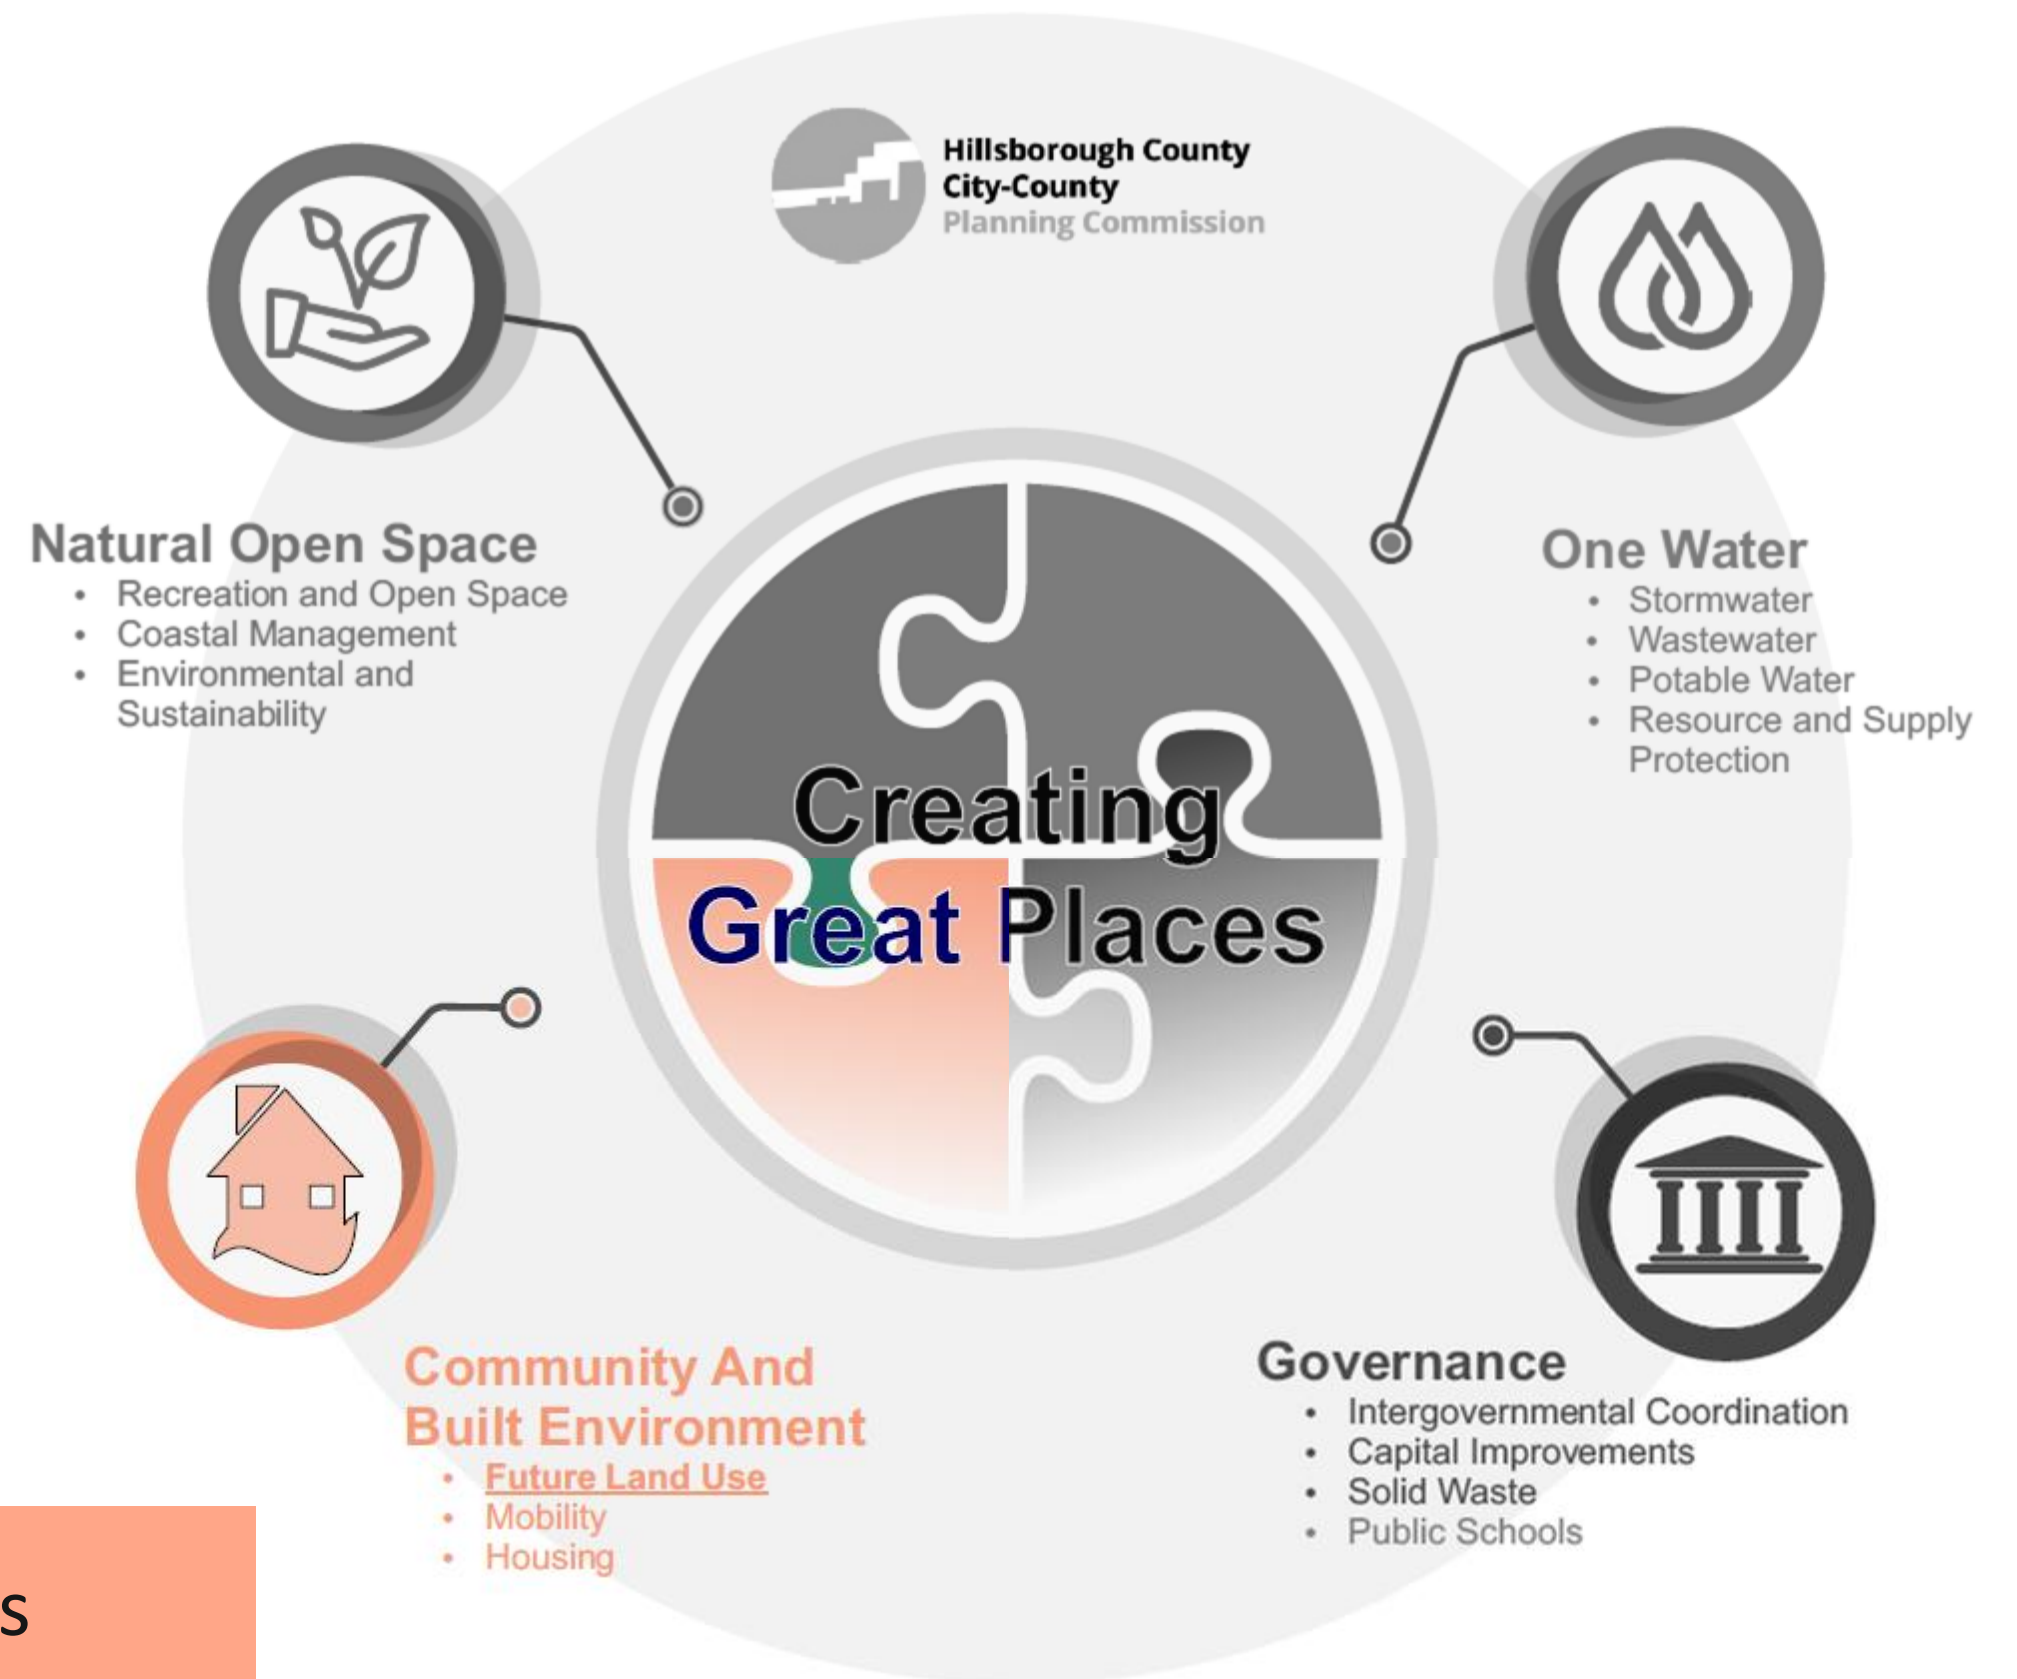 Hillsborough County
City-County
Planning Commission
Natural Open Space
• Recreation and Open Space
• Coastal Management
• Environmental and
Sustainability
One Water
• Stormwater
• Wastewater
• Potable Water
• Resource and Supply
Protection
Creating
Great Places
Community And
Built Environment
• Future Land Use
• Mobility
• Housing
Governance
• Intergovernmental Coordination
• Capital Improvements
• Solid Waste
• Public Schools
s